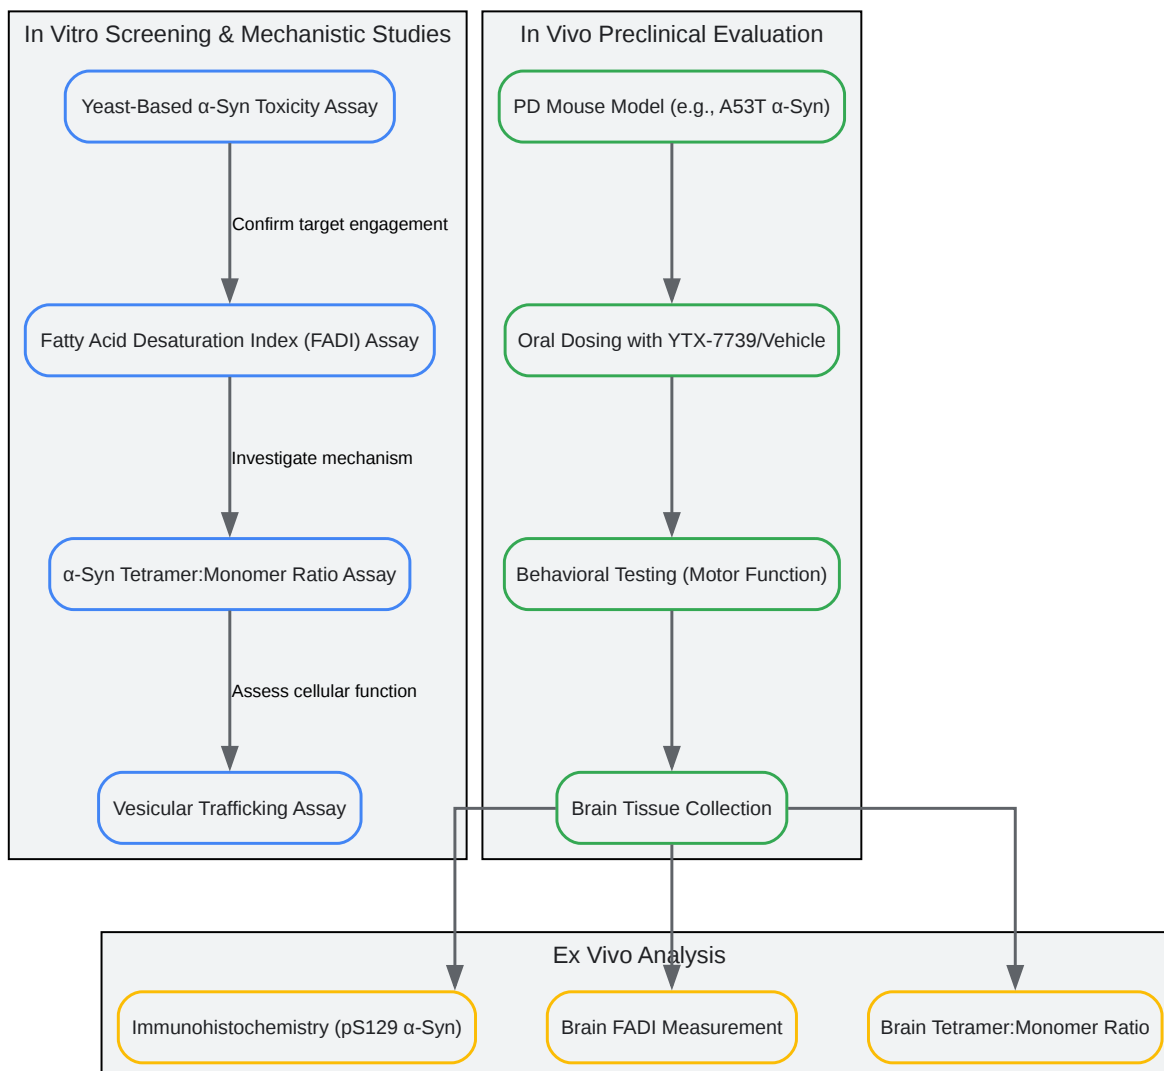 In Vitro Screening & Mechanistic Studies
Yeast-Based α-Syn Toxicity Assay
Confirm target engagement
Fatty Acid Desaturation Index (FADI) Assay
Investigate mechanism
α-Syn Tetramer:Monomer Ratio Assay
Assess cellular function
Vesicular Trafficking Assay
In Vivo Preclinical Evaluation
PD Mouse Model (e.g., A53T α-Syn)
Oral Dosing with YTX-7739/Vehicle
Behavioral Testing (Motor Function)
Brain Tissue Collection
Ex Vivo Analysis
Immunohistochemistry (pS129 α-Syn)
Brain FADI Measurement
Brain Tetramer:Monomer Ratio